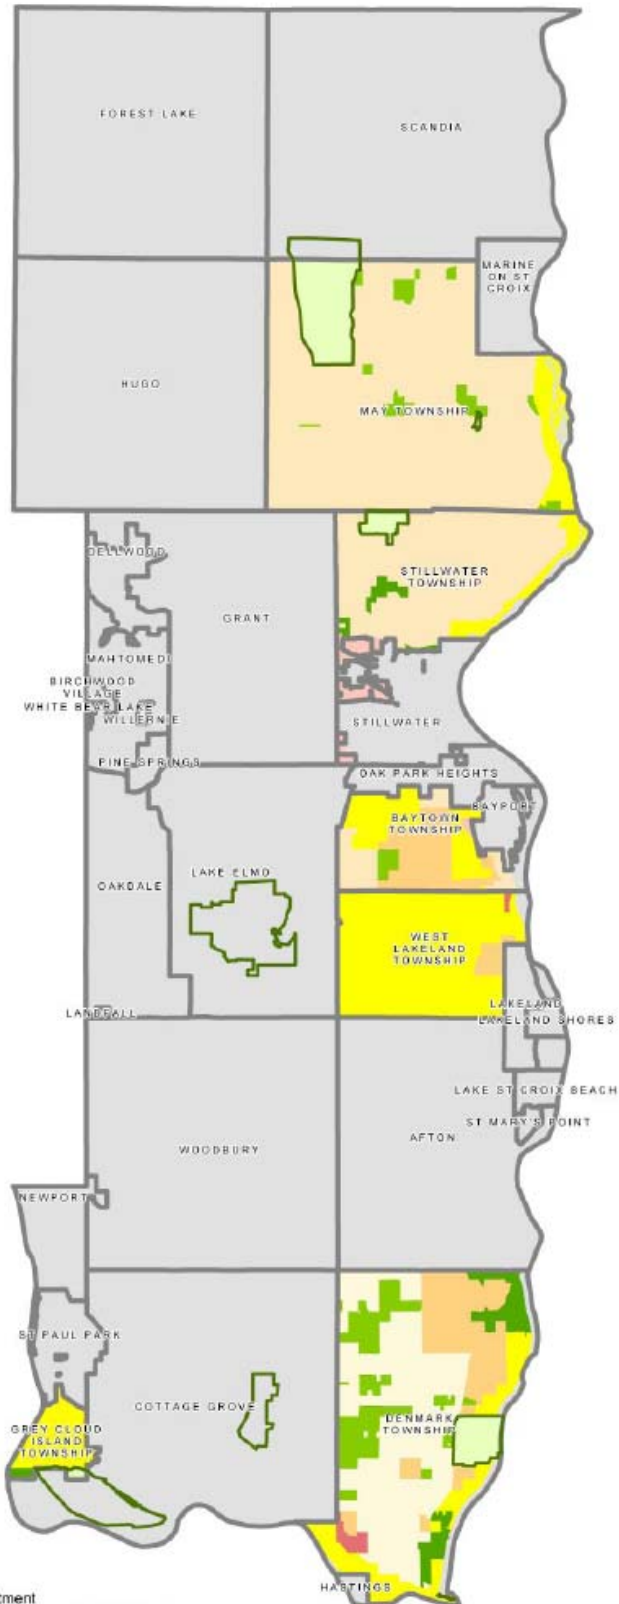 FOREST LAKE
SCANDIA
MARINE
ON ST
CROIX
HUGO
MAY TOWNSHIP
DELLWOOD
STILLWATER
TOWNSHIP
GRANT
MAHTOMEDI
BIRCHWOOD
VILLAGE
WHITE BEAR LAKE
WILLERNIE
STILLWATER
PINE SPRINGS
OAK PARK HEIGHTS
BAYPORT
BAYTOWN
TOWNSHIP
LAKE ELMO
OAKDALE
WEST
LAKELAND
TOWNSHIP
LAKELAND
LANDFALL
LAKELAND SHORES
LAKE ST CROIX BEACH
ST MARY'S POINT
AFTON
WOODBURY
NEWPORT
ST PAUL PARK
COTTAGE GROVE
DENMARK
TOWNSHIP
GREY CLOUD
ISLAND
TOWNSHIP
HASTINGS